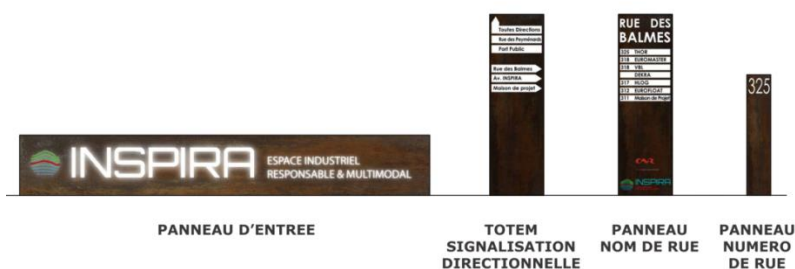 INSPIRA
ESPACE INDUSTRIEL
RESPONSABLE & MULTIMODAL
PANNEAU D'ENTREE
Toutes Directions
Rue des Payménards
Port Public
Rue des Balmes
Av. INSPIRA
Maison de projet
TOTEM
SIGNALISATION
DIRECTIONNELLE
RUE DES
BALMES
325 THOR
318 EUROMASTER
318 VBL
DEKRA
317 HLOG
312 EUROFLOAT
311 Maison de Projet
INSPIRA
PANNEAU
NOM DE RUE
325
PANNEAU
NUMERO
DE RUE